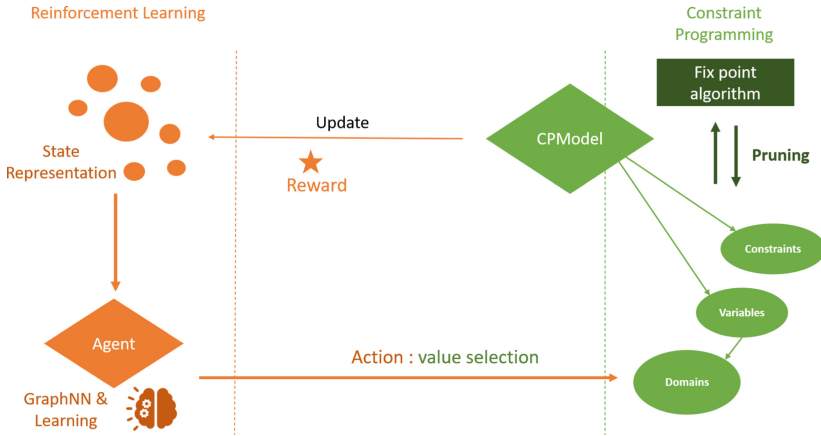 Reinforcement Learning
Constraint
Programming
Fix point
algorithm
Update
CPModel
Pruning
State
Representation
Reward
Constraints
Variables
Agent
Action : value selection
Domains
GraphNN &
Learning